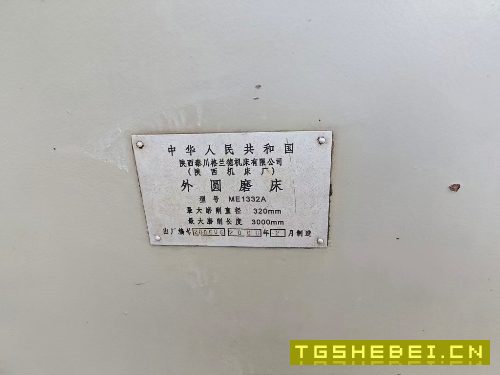 中华人民共和国
陕西秦川格兰德机床有限公司
(陕西机床厂)
外圆磨床
型号 ME1332A
最大磨削直径 320mm
最大磨削长度 3000mm
出厂编号 年 2 月制造
TGSHEBEI.CN